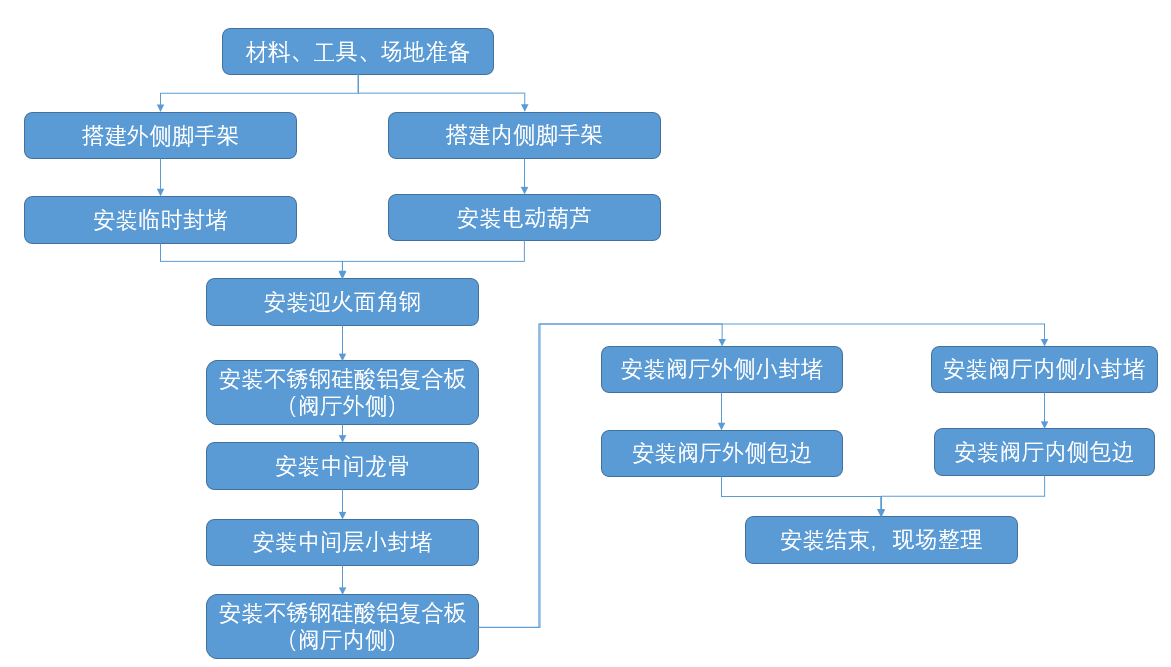 材料、工具、场地准备
搭建外侧脚手架
搭建内侧脚手架
安装临时封堵
安装电动葫芦
安装迎火面角钢
安装不锈钢硅酸铝复合板
（阀厅外侧）
安装中间龙骨
安装中间层小封堵
安装不锈钢硅酸铝复合板
（阀厅内侧）
安装阀厅外侧小封堵
安装阀厅内侧小封堵
安装阀厅外侧包边
安装阀厅内侧包边
安装结束，现场整理